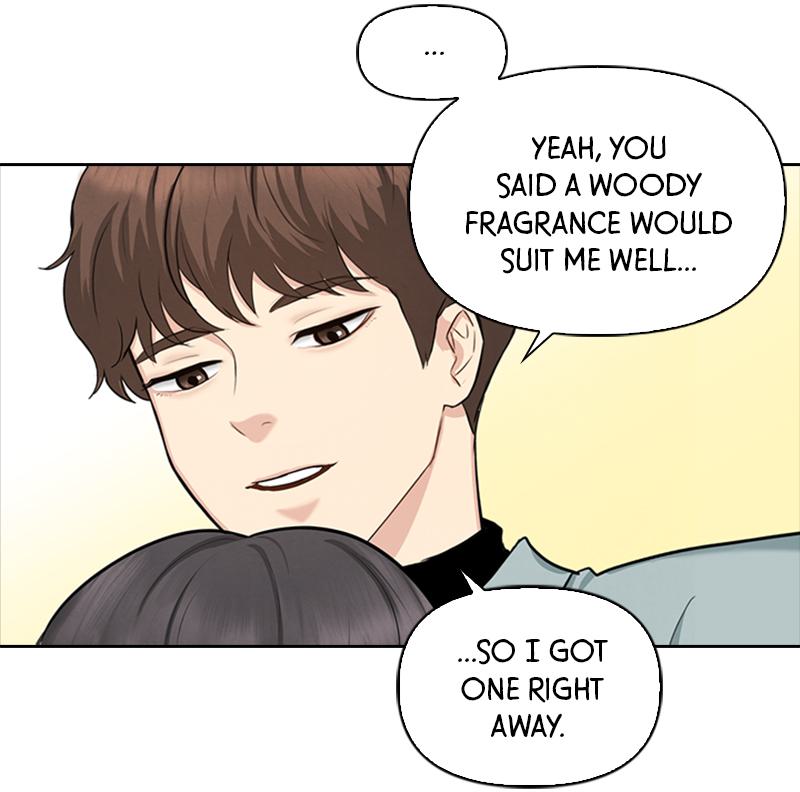 ...
YEAH, YOU
SAID A WOODY
FRAGRANCE WOULD
SUIT ME WELL...
...SO I GOT
ONE RIGHT
AWAY.